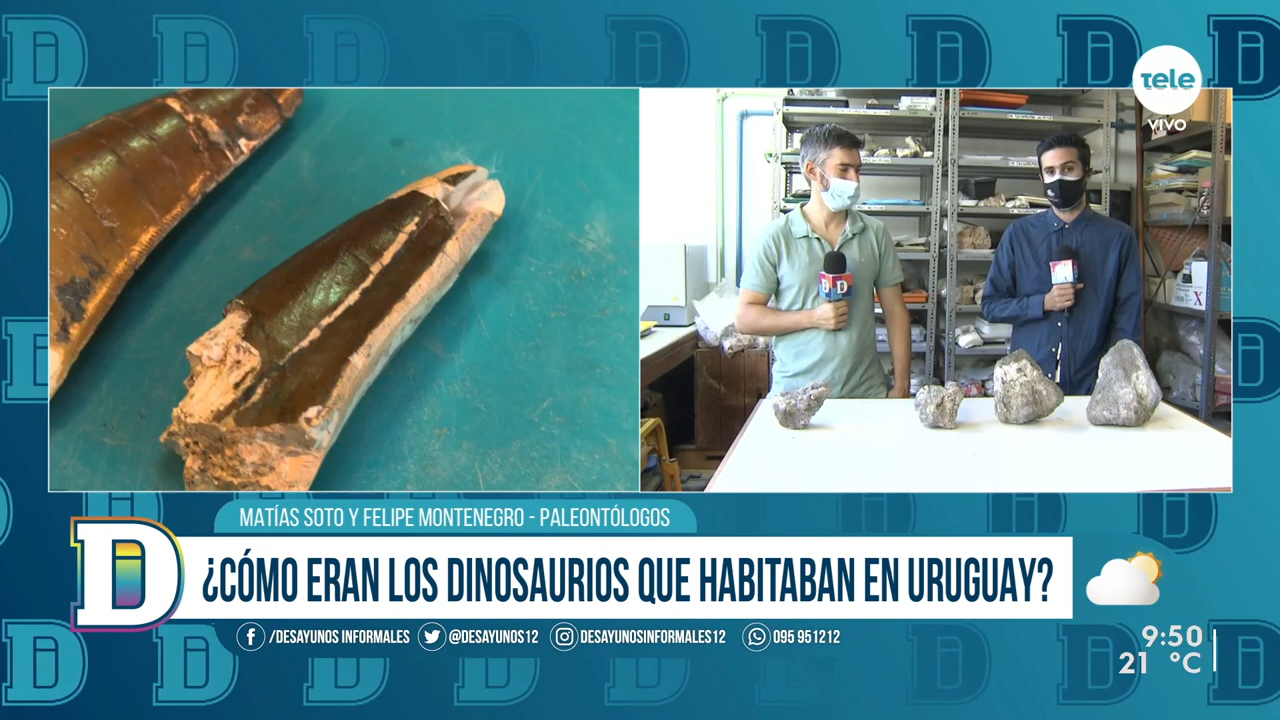 tele
VIVO
D D
MATÍAS SOTO Y FELIPE MONTENEGRO - PALEONTÓLOGOS
D
¿CÓMO ERAN LOS DINOSAURIOS QUE HABITABAN EN URUGUAY?
/DESAYUNOS INFORMALES @DESAYUNOS12 DESAYUNOSINFORMALES12 095 951212
9:50
21 °C